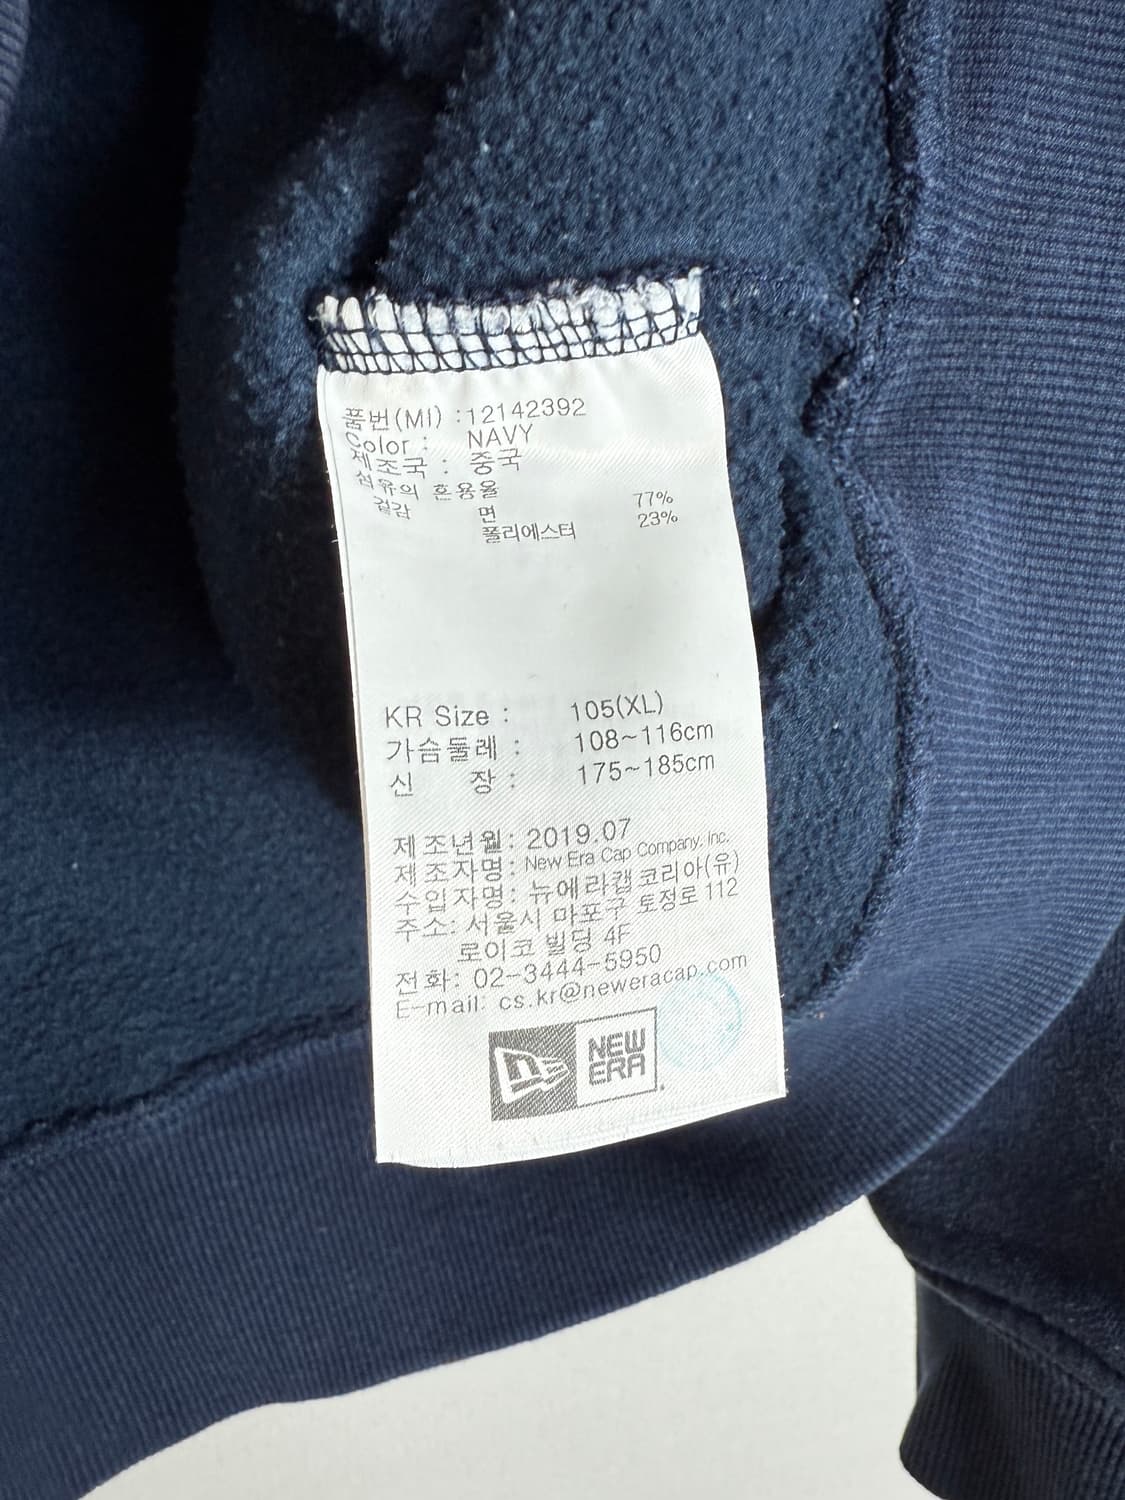 품번(MI) :12142392
Color : NAVY
제조국 : 중국
섬유의 혼용율
겉감 면 77%
폴리에스터 23%
KR Size : 105(XL)
가슴둘레 : 108~116cm
신 장 : 175~185cm
제조년월: 2019.07
제조자명: New Era Cap Company, Inc.
수입자명: 뉴에라캡코리아(유)
주소: 서울시 마포구 토정로 112
로이코 빌딩 4F
전화: 02-3444-5950
E-mail: cs.kr@neweracap.com
NEW
ERA